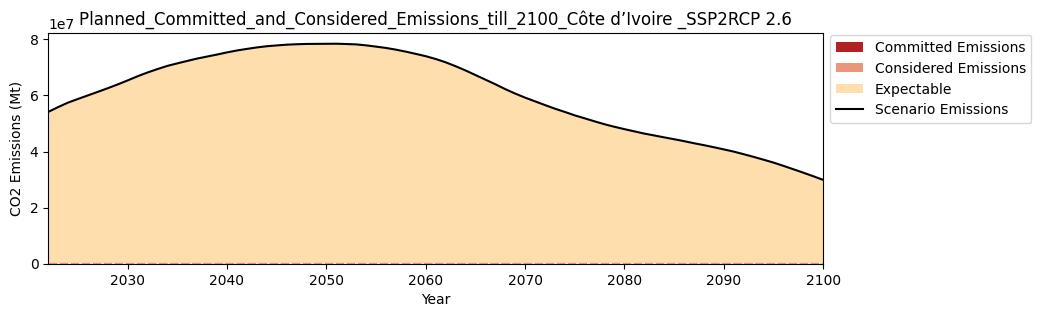 Planned_Committed_and_Considered_Emissions_till_2100_Côte d’Ivoire _SSP2RCP 2.6
1e7
8
6
4
2
0
CO2 Emissions (Mt)
2030 2040 2050 2060 2070 2080 2090 2100
Year
Committed Emissions
Considered Emissions
Expectable
Scenario Emissions